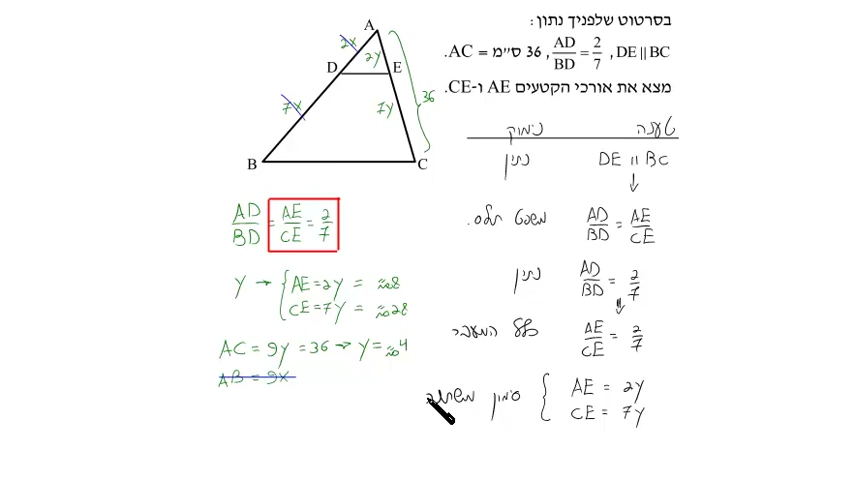 בסרטוט שלפניך נתון:
DE || BC, AD/BD = 2/7, 36 ס״מ = AC.
מצא את אורכי הקטעים AE ו-CE.
A
2x
2y
D
E
7x
7y
36
B
C
טענה נימוק
DE || BC נתון
↓
AD/BD = AE/CE משפט תלס.
AD/BD = 2/7 נתון
⇓
AE/CE = 2/7 כלל המעבר
{ AE = 2y
CE = 7y סימון
AD/BD = AE/CE = 2/7
y → { AE = 2y = 8 ס״מ
CE = 7y = 28 ס״מ
AC = 9y = 36 → y = 4 ס״מ
AB = 9x